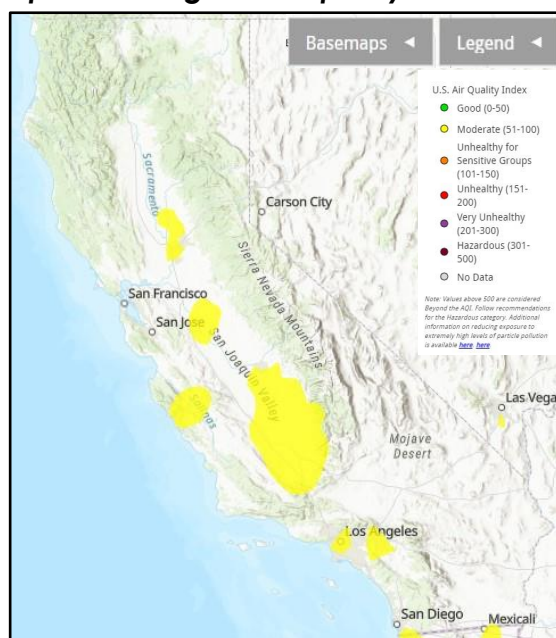 Basemaps ◄
Legend ◄
U.S. Air Quality Index
Good (0-50)
Moderate (51-100)
Unhealthy for
Sensitive Groups
(101-150)
Unhealthy (151-
200)
Very Unhealthy
(201-300)
Hazardous (301-
500)
No Data
Note: Values above 500 are considered
Beyond the AQI. Follow recommendations
for the Hazardous category. Additional
information on reducing exposure to
extremely high levels of particle pollution
is available here here.
Sacramento
Carson City
Sierra Nevada Mountains
San Francisco
San Jose
San Joaquin Valley
Salinas
Las Vega
Mojave
Desert
Los Angeles
San Diego
Mexicali